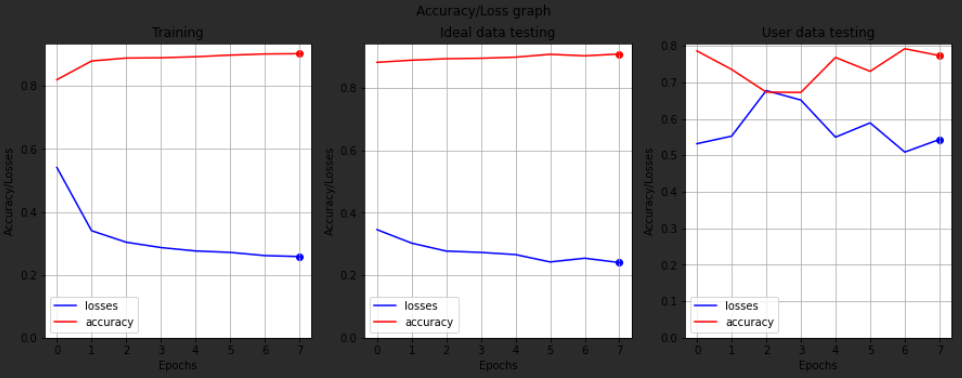 Accuracy/Loss graph
Training
Accuracy/Losses
0.8
0.6
0.4
0.2
0.0
losses
accuracy
0 1 2 3 4 5 6 7
Epochs
Ideal data testing
Accuracy/Losses
0.8
0.6
0.4
0.2
0.0
losses
accuracy
0 1 2 3 4 5 6 7
Epochs
User data testing
Accuracy/Losses
0.8
0.7
0.6
0.5
0.4
0.3
0.2
0.1
0.0
losses
accuracy
0 1 2 3 4 5 6 7
Epochs